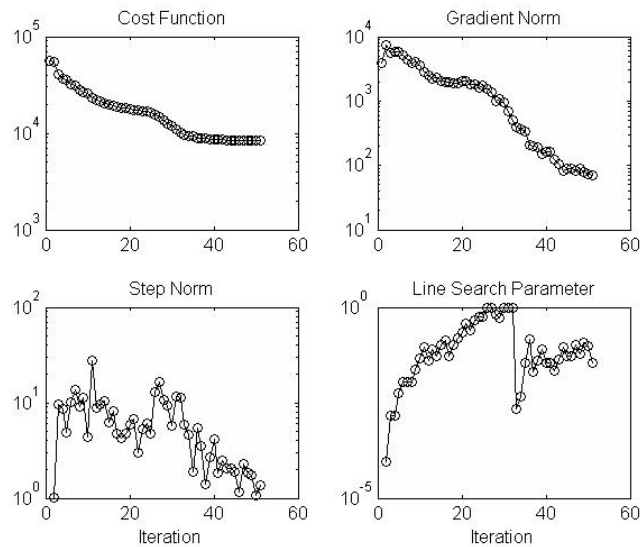 Cost Function
10^5
10^4
10^3
0 20 40 60
Gradient Norm
10^4
10^3
10^2
10^1
0 20 40 60
Step Norm
10^2
10^1
10^0
0 20 40 60
Iteration
Line Search Parameter
10^0
10^-5
0 20 40 60
Iteration